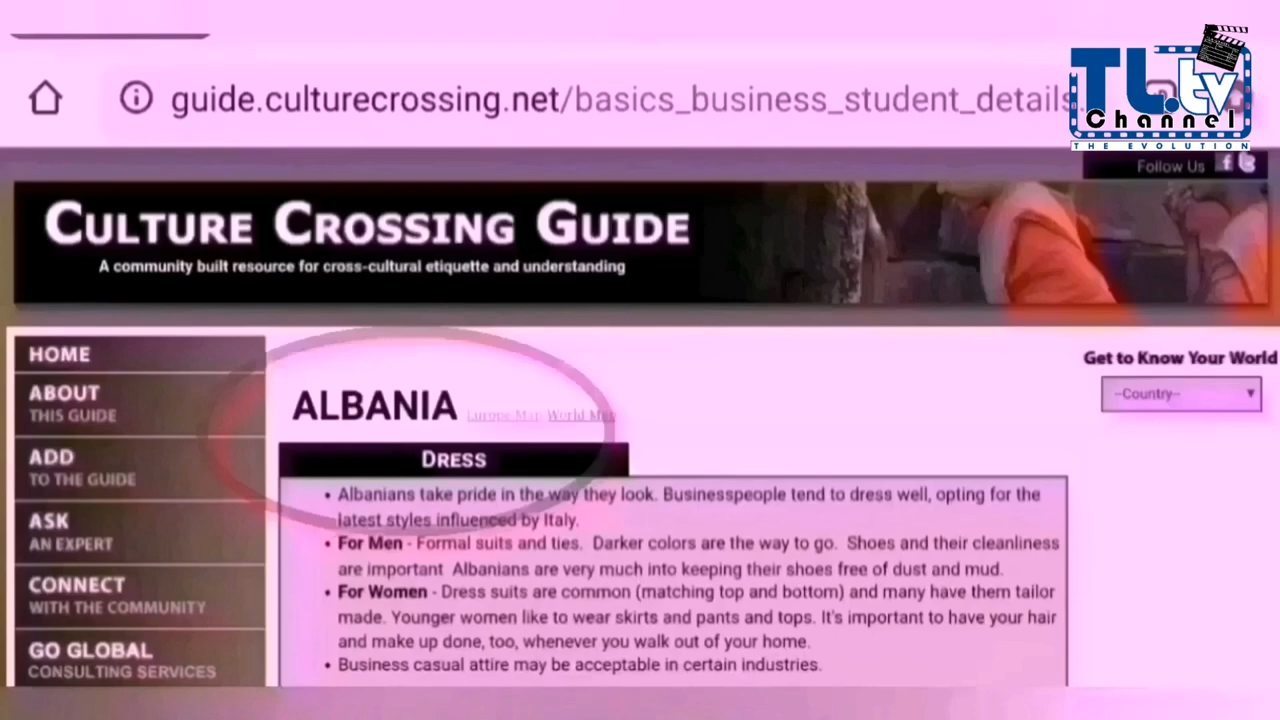 guide.culturecrossing.net/basics_business_student_details.
TL.tv
Channel
THE EVOLUTION
Follow Us
CULTURE CROSSING GUIDE
A community built resource for cross-cultural etiquette and understanding
HOME
ABOUT
THIS GUIDE
ADD
TO THE GUIDE
ASK
AN EXPERT
CONNECT
WITH THE COMMUNITY
GO GLOBAL
CONSULTING SERVICES
Get to Know Your World
--Country--
ALBANIA Europe Map World Map
DRESS
• Albanians take pride in the way they look. Businesspeople tend to dress well, opting for the
latest styles influenced by Italy.
• For Men - Formal suits and ties. Darker colors are the way to go. Shoes and their cleanliness
are important Albanians are very much into keeping their shoes free of dust and mud.
• For Women - Dress suits are common (matching top and bottom) and many have them tailor
made. Younger women like to wear skirts and pants and tops. It's important to have your hair
and make up done, too, whenever you walk out of your home.
• Business casual attire may be acceptable in certain industries.